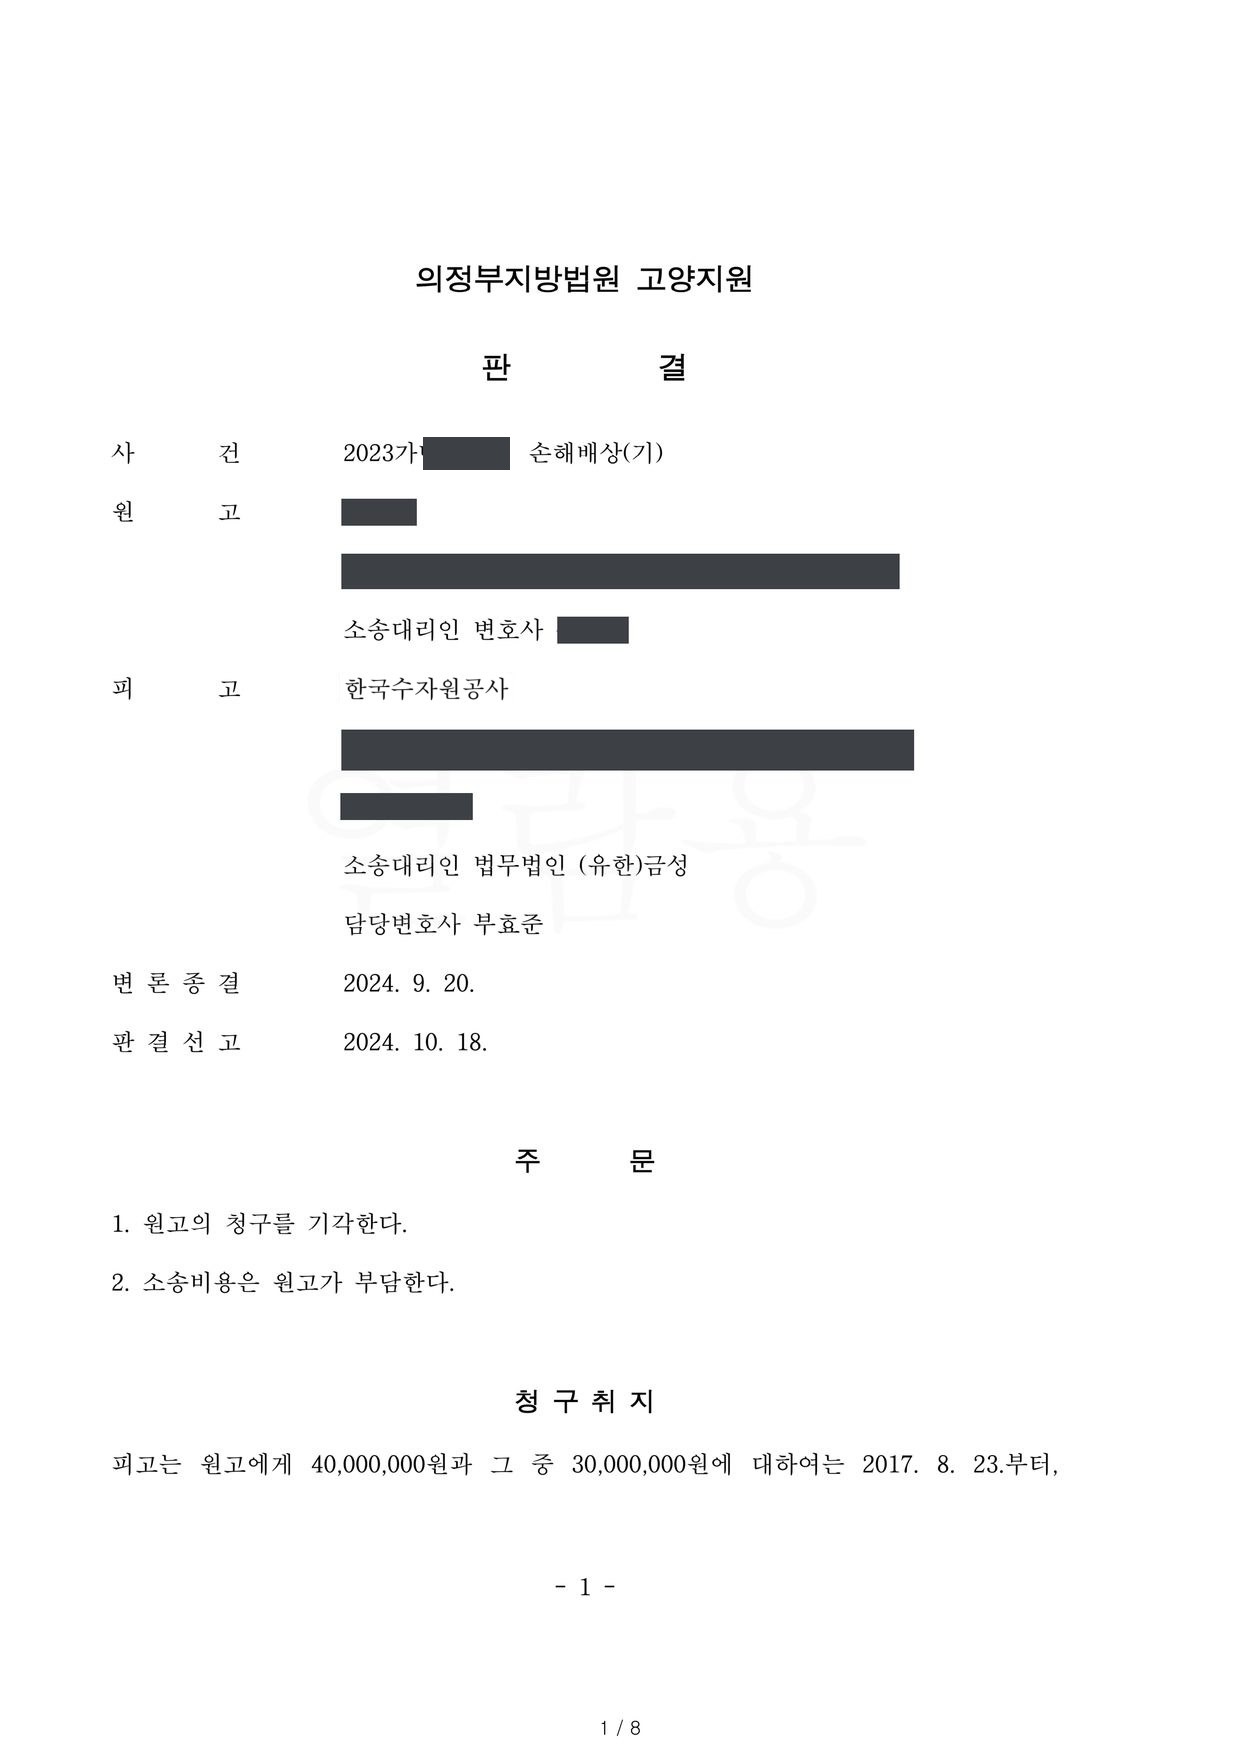 의정부지방법원 고양지원
판 결
사 건 2023가 손해배상(기)
원 고
소송대리인 변호사
피 고 한국수자원공사
열람용
소송대리인 법무법인 (유한)금성
담당변호사 부효준
변 론 종 결 2024. 9. 20.
판 결 선 고 2024. 10. 18.
주 문
1. 원고의 청구를 기각한다.
2. 소송비용은 원고가 부담한다.
청 구 취 지
피고는 원고에게 40,000,000원과 그 중 30,000,000원에 대하여는 2017. 8. 23.부터,
- 1 -
1 / 8